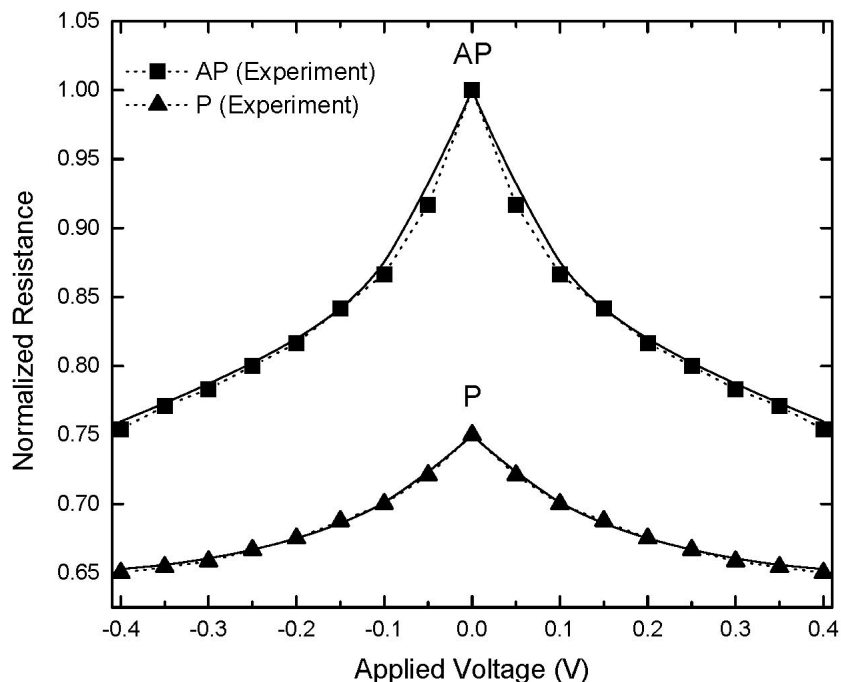 1.05
1.00
0.95
0.90
0.85
0.80
0.75
0.70
0.65
Normalized Resistance
AP (Experiment)
P (Experiment)
AP
P
-0.4 -0.3 -0.2 -0.1 0.0 0.1 0.2 0.3 0.4
Applied Voltage (V)